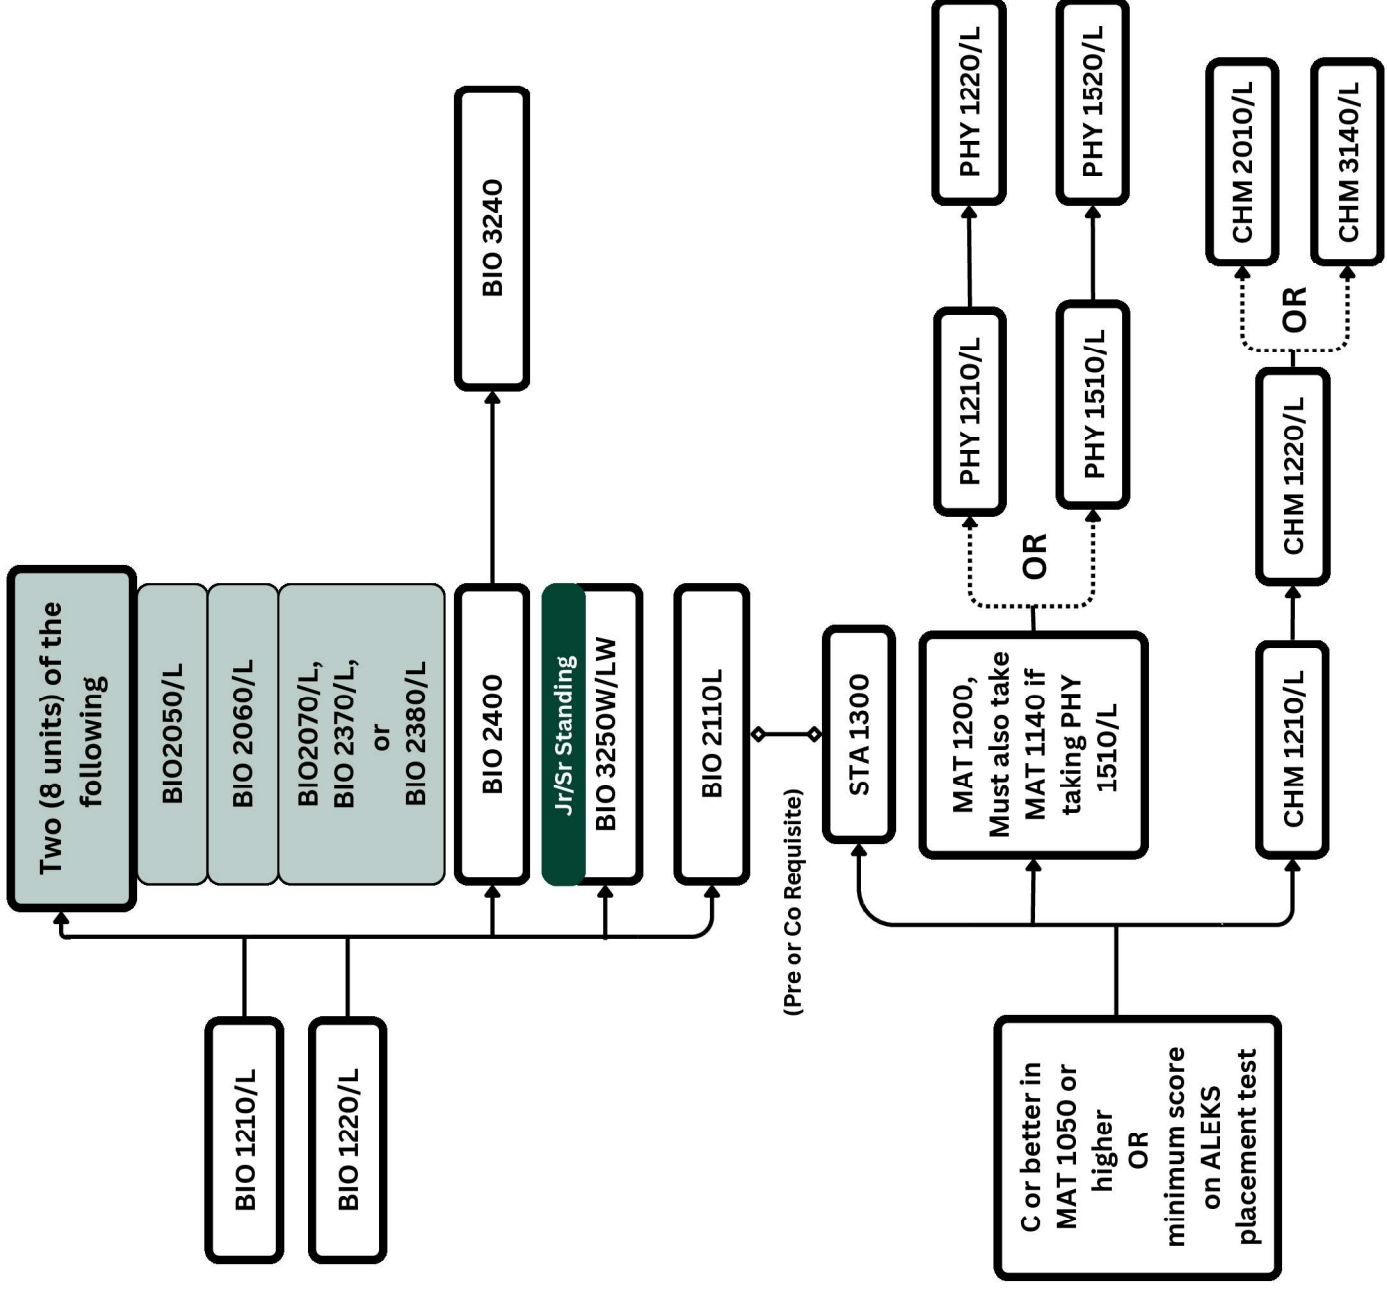 BIO 1210/L
BIO 1220/L
Two (8 units) of the
following
BIO2050/L
BIO 2060/L
BIO2070/L,
BIO 2370/L,
or
BIO 2380/L
BIO 2400
BIO 3240
Jr/Sr Standing
BIO 3250W/LW
BIO 2110L
(Pre or Co Requisite)
C or better in
MAT 1050 or
higher
OR
minimum score
on ALEKS
placement test
STA 1300
MAT 1200,
Must also take
MAT 1140 if
taking PHY
1510/L
OR
PHY 1210/L
PHY 1220/L
PHY 1510/L
PHY 1520/L
CHM 1210/L
CHM 1220/L
OR
CHM 2010/L
CHM 3140/L